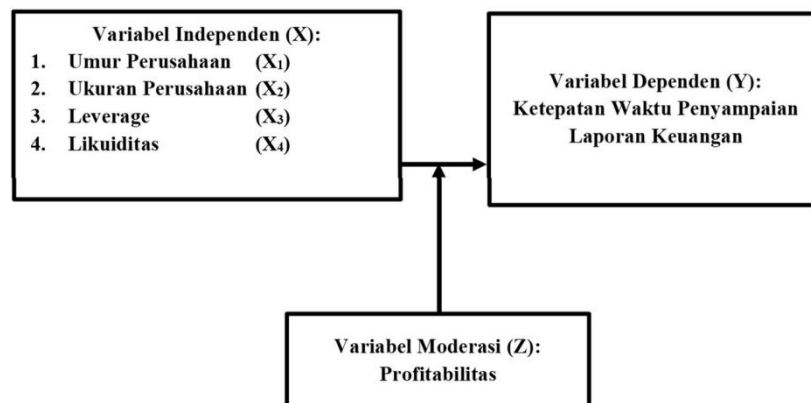 Variabel Independen (X):
1. Umur Perusahaan (X₁)
2. Ukuran Perusahaan (X₂)
3. Leverage (X₃)
4. Likuiditas (X₄)
Variabel Dependen (Y):
Ketepatan Waktu Penyampaian
Laporan Keuangan
Variabel Moderasi (Z):
Profitabilitas